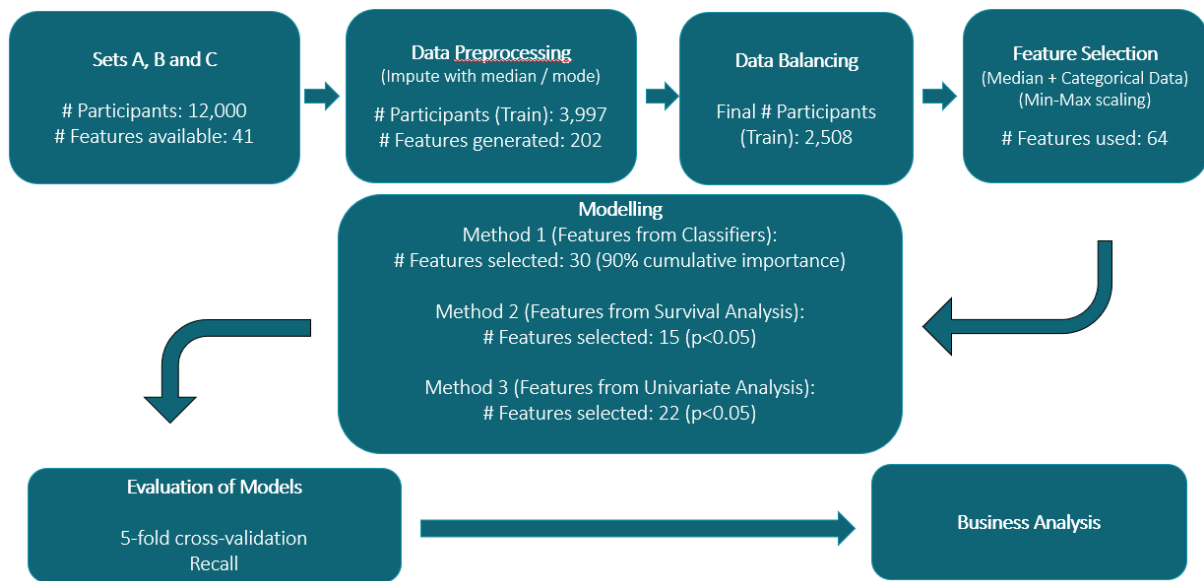 Sets A, B and C
# Participants: 12,000
# Features available: 41
Data Preprocessing
(Impute with median / mode)
# Participants (Train): 3,997
# Features generated: 202
Data Balancing
Final # Participants
(Train): 2,508
Feature Selection
(Median + Categorical Data)
(Min-Max scaling)
# Features used: 64
Modelling
Method 1 (Features from Classifiers):
# Features selected: 30 (90% cumulative importance)
Method 2 (Features from Survival Analysis):
# Features selected: 15 (p<0.05)
Method 3 (Features from Univariate Analysis):
# Features selected: 22 (p<0.05)
Evaluation of Models
5-fold cross-validation
Recall
Business Analysis